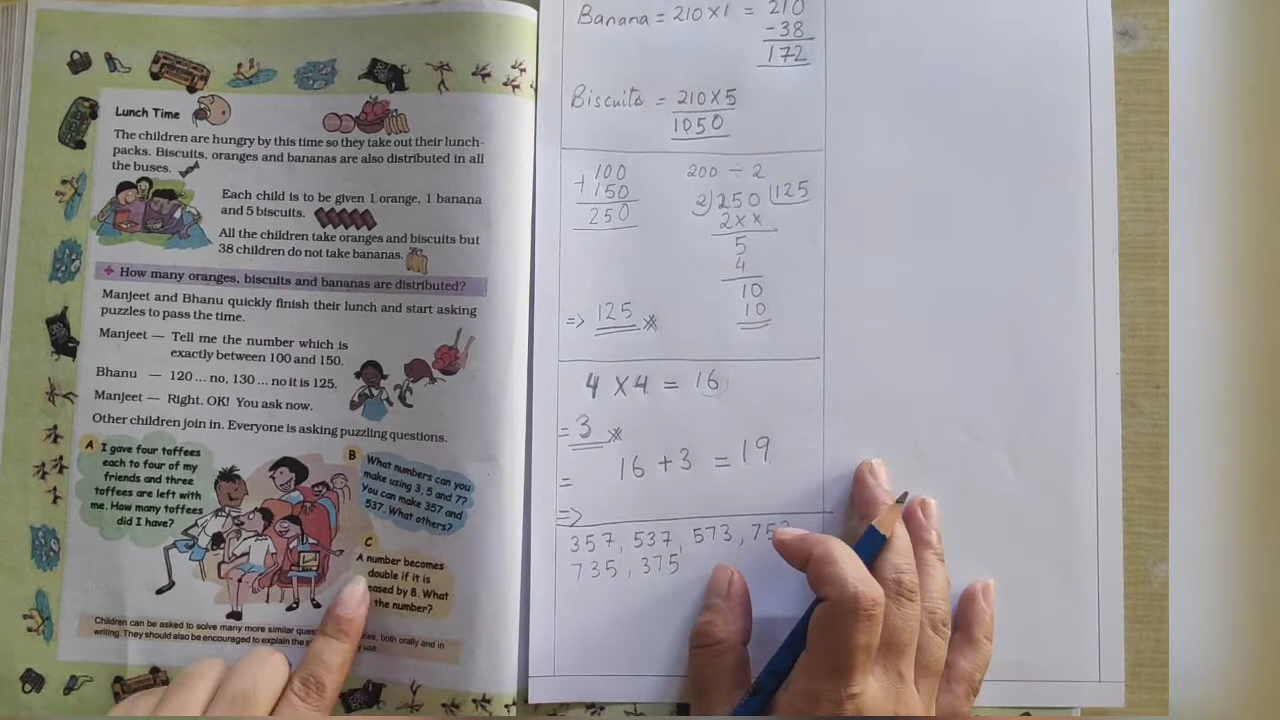 Lunch Time
The children are hungry by this time so they take out their lunch-
packs. Biscuits, oranges and bananas are also distributed in all
the buses.
Each child is to be given 1 orange, 1 banana
and 5 biscuits.
All the children take oranges and biscuits but
38 children do not take bananas.
How many oranges, biscuits and bananas are distributed?
Manjeet and Bhanu quickly finish their lunch and start asking
puzzles to pass the time.
Manjeet — Tell me the number which is
exactly between 100 and 150.
Bhanu — 120 ... no, 130 ... no it is 125.
Manjeet — Right. OK! You ask now.
Other children join in. Everyone is asking puzzling questions.
A I gave four toffees
each to four of my
friends and three
toffees are left with
me. How many toffees
did I have?
B What numbers can you
make using 3, 5 and 7?
You can make 357 and
537. What others?
C
A number becomes
double if it is
eased by 8. What
the number?
Children can be asked to solve many more similar
both orally and in
writing. They should also be encouraged to explain the
use.
Banana = 210 x 1 = 210
- 38
172
Biscuits = 210 x 5
1050
100
+ 150
250
200 ÷ 2
2) 250 (125
2 x x
5
4
10
10
=> 125
4 x 4 = 16
= 3
16 + 3 = 19
=
=>
357, 537, 573, 75
735, 375